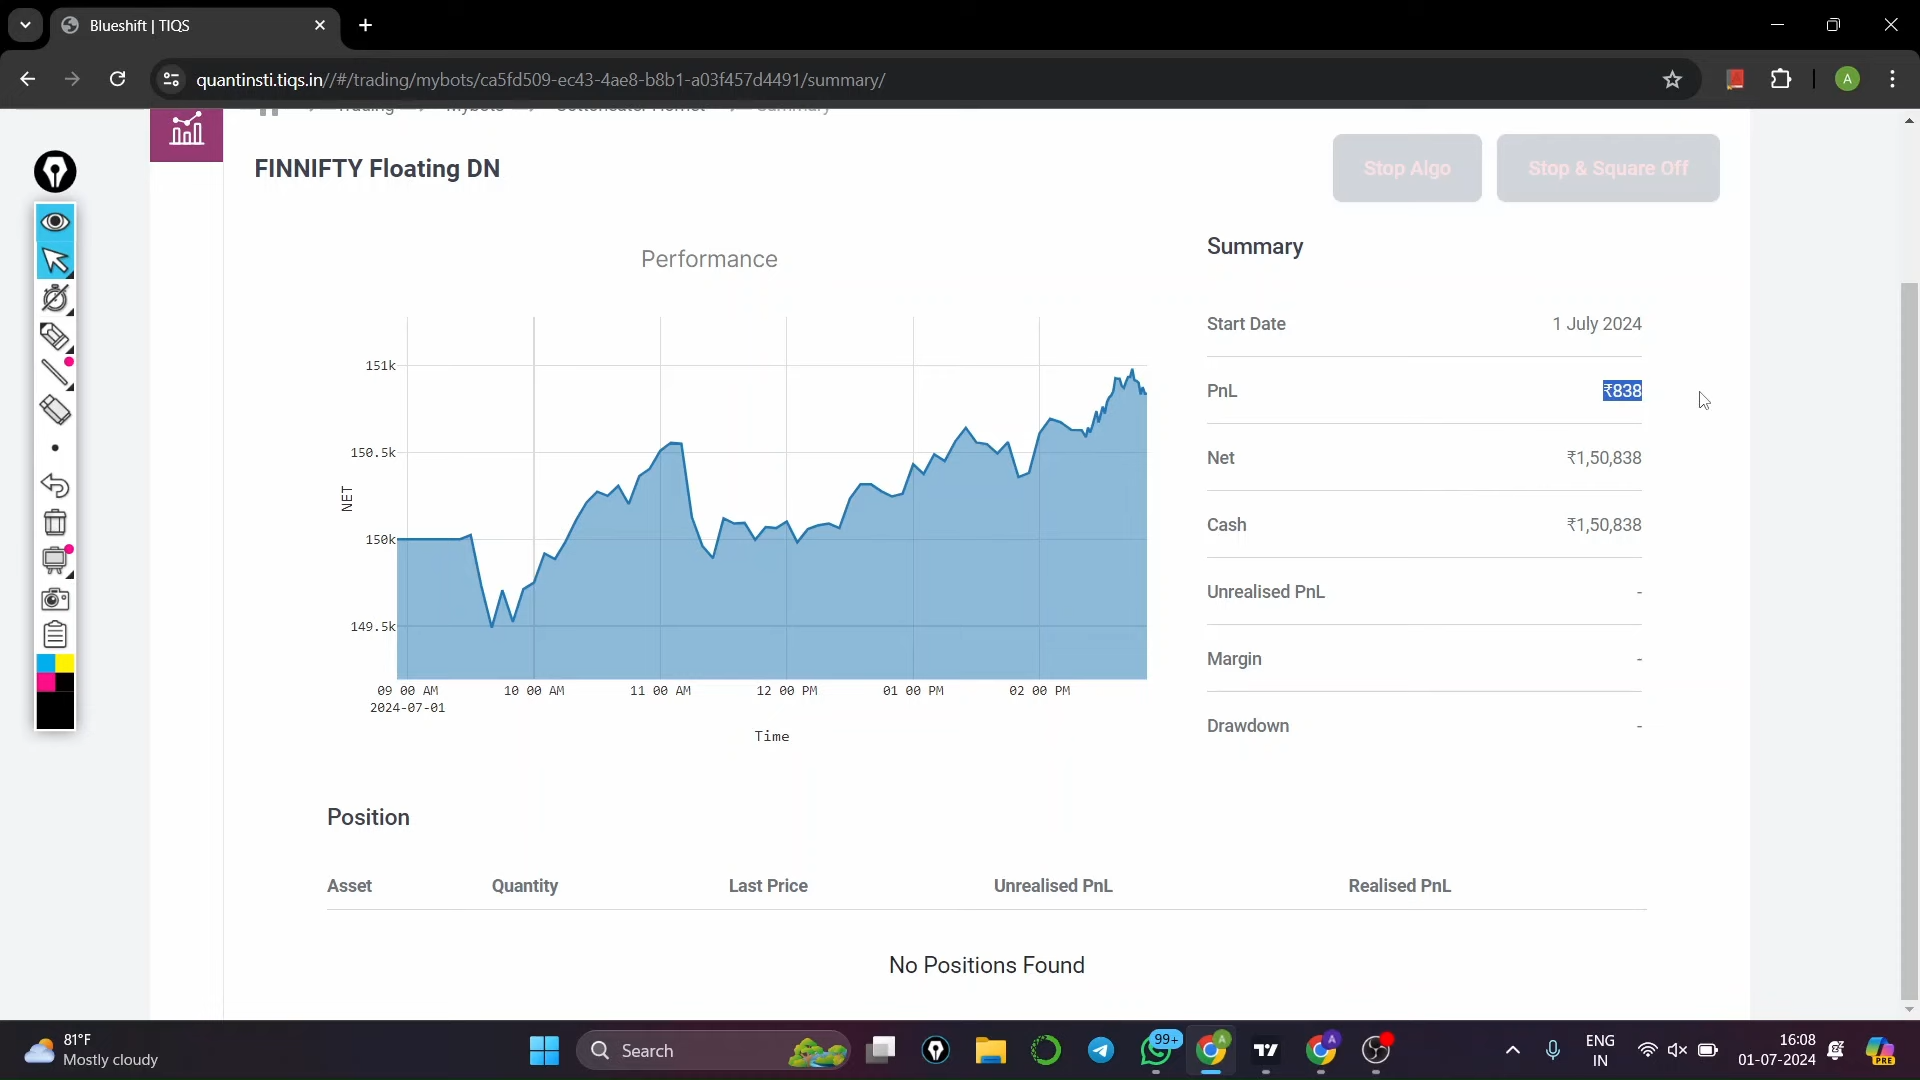 Blueshift | TIQS
quantinsti.tiqs.in//#/trading/mybots/ca5fd509-ec43-4ae8-b8b1-a03f457d4491/summary/
A
FINNIFTY Floating DN
Stop Algo
Stop & Square Off
Performance
151k
150.5k
150k
149.5k
NET
09 00 AM 10 00 AM 11 00 AM 12 00 PM 01 00 PM 02 00 PM
2024-07-01
Time
Summary
Start Date 1 July 2024
PnL ₹838
Net ₹1,50,838
Cash ₹1,50,838
Unrealised PnL -
Margin -
Drawdown -
Position
Asset Quantity Last Price Unrealised PnL Realised PnL
No Positions Found
81°F
Mostly cloudy
Search
99+
A
A
ENG
IN
16:08
01-07-2024
PRE